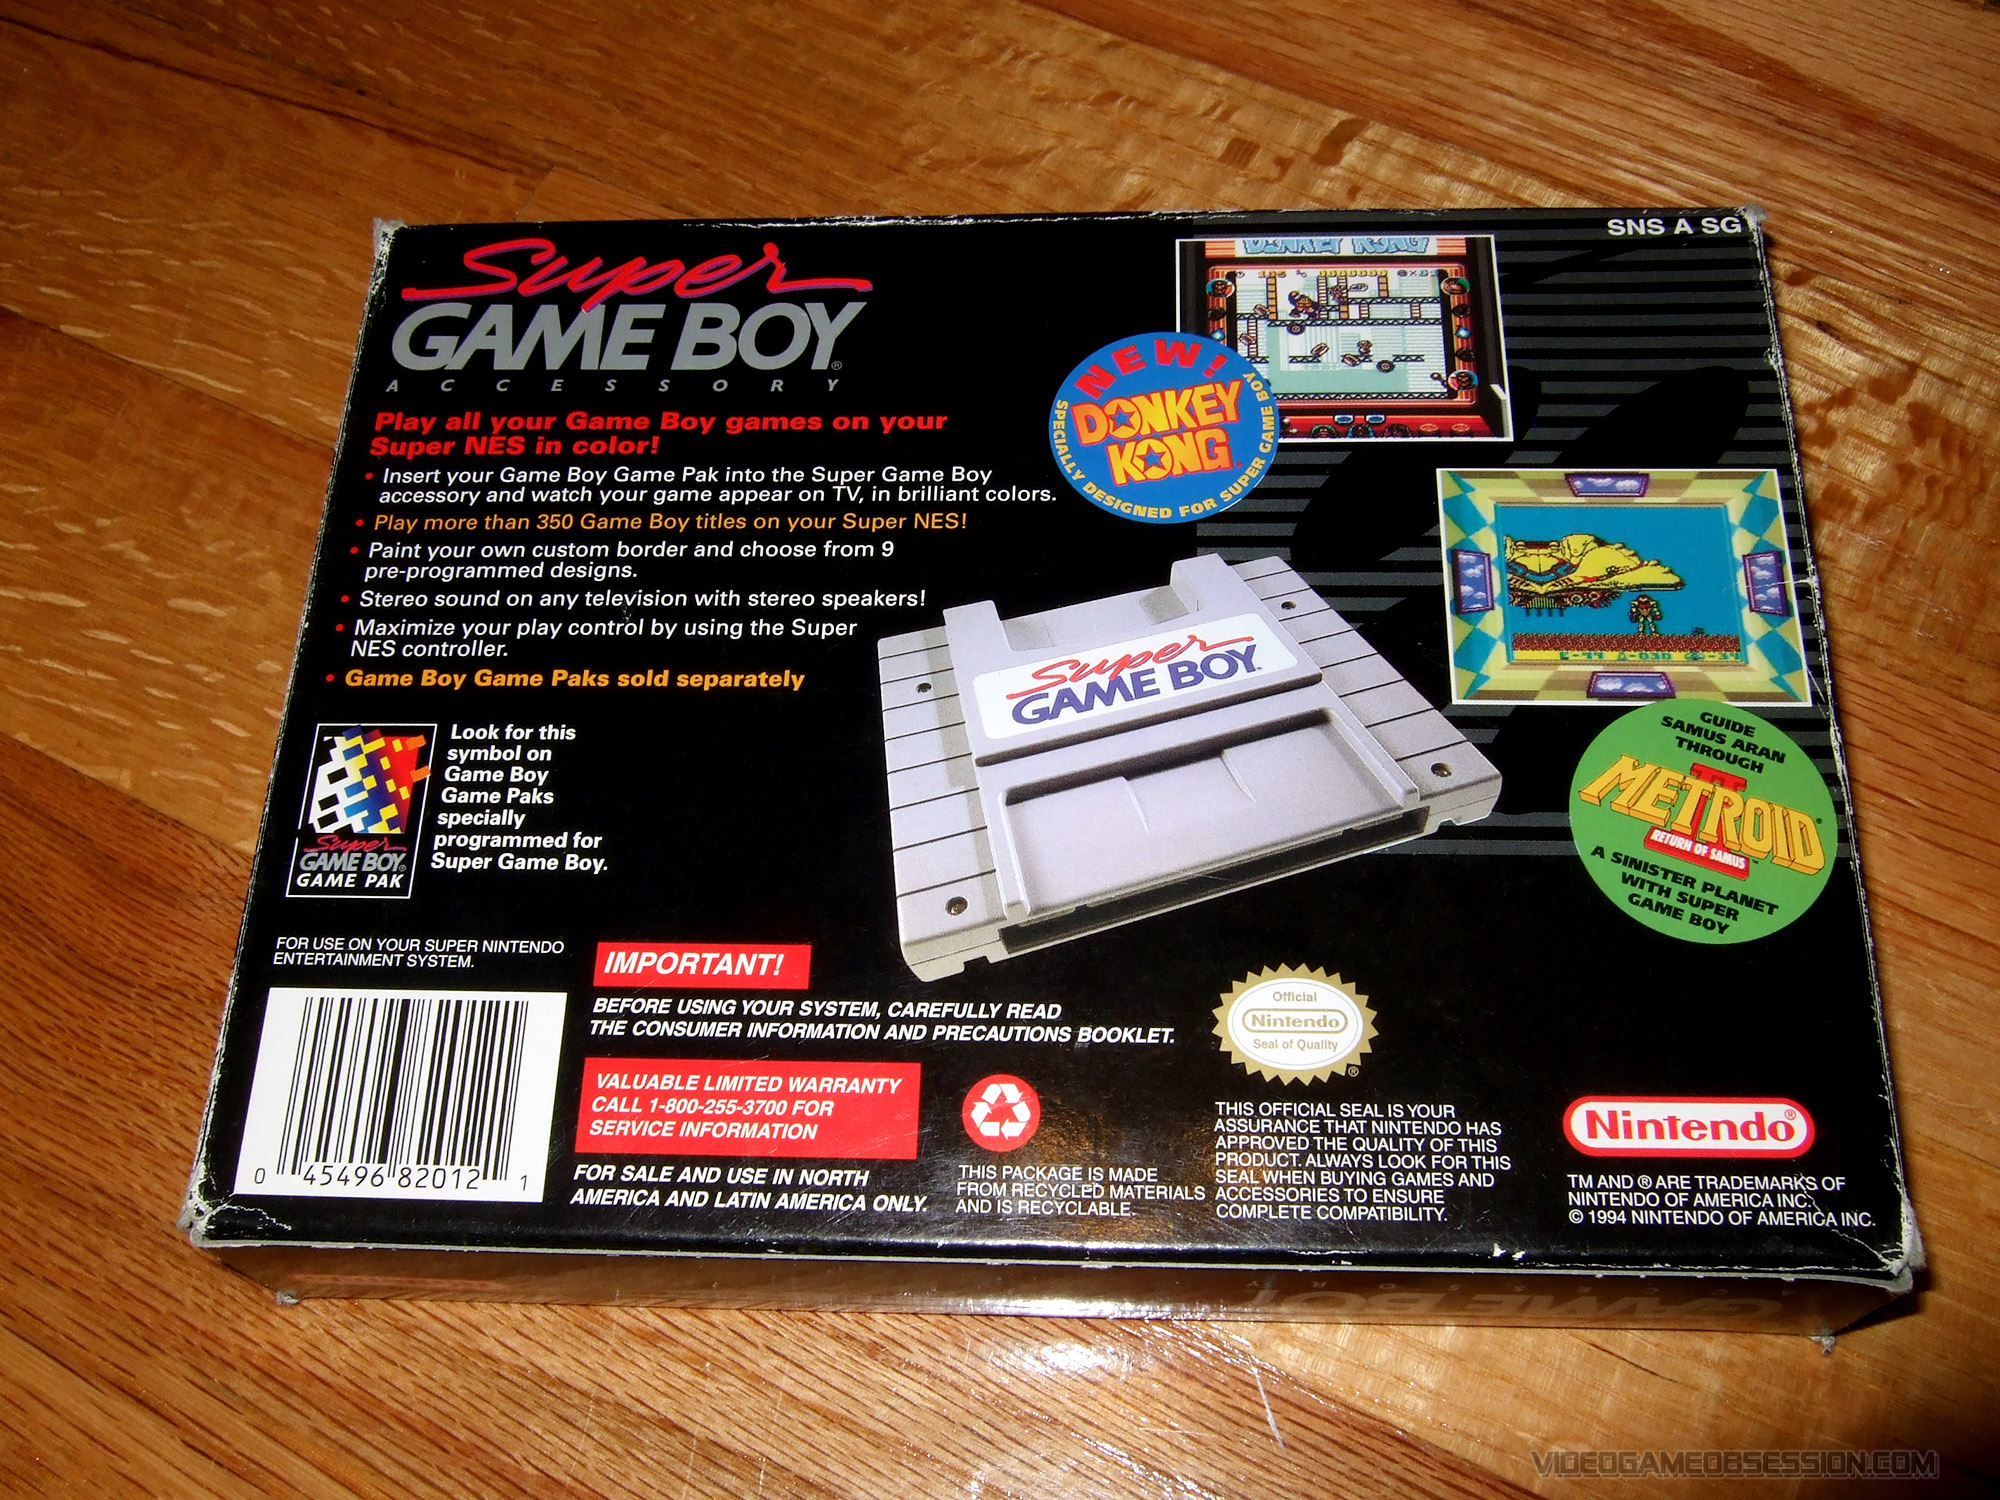 SNS A SG
Super
GAME BOY®
ACCESSORY
Play all your Game Boy games on your
Super NES in color!
• Insert your Game Boy Game Pak into the Super Game Boy
accessory and watch your game appear on TV, in brilliant colors.
• Play more than 350 Game Boy titles on your Super NES!
• Paint your own custom border and choose from 9
pre-programmed designs.
• Stereo sound on any television with stereo speakers!
• Maximize your play control by using the Super
NES controller.
• Game Boy Game Paks sold separately
DONKEY KONG
NEW!
DONKEY
KONG
SPECIALLY DESIGNED FOR SUPER GAME BOY
Super
GAME BOY
GUIDE
SAMUS ARAN
THROUGH
METROID II
RETURN OF SAMUS™
A SINISTER PLANET
WITH SUPER
GAME BOY
Look for this
symbol on
Game Boy
Game Paks
specially
programmed for
Super Game Boy.
Super
GAME BOY®
GAME PAK
FOR USE ON YOUR SUPER NINTENDO
ENTERTAINMENT SYSTEM.
0 45496 82012 1
IMPORTANT!
BEFORE USING YOUR SYSTEM, CAREFULLY READ
THE CONSUMER INFORMATION AND PRECAUTIONS BOOKLET.
VALUABLE LIMITED WARRANTY
CALL 1-800-255-3700 FOR
SERVICE INFORMATION
FOR SALE AND USE IN NORTH
AMERICA AND LATIN AMERICA ONLY.
THIS PACKAGE IS MADE
FROM RECYCLED MATERIALS
AND IS RECYCLABLE.
Official
Nintendo
Seal of Quality
®
THIS OFFICIAL SEAL IS YOUR
ASSURANCE THAT NINTENDO HAS
APPROVED THE QUALITY OF THIS
PRODUCT. ALWAYS LOOK FOR THIS
SEAL WHEN BUYING GAMES AND
ACCESSORIES TO ENSURE
COMPLETE COMPATIBILITY.
Nintendo®
TM AND ® ARE TRADEMARKS OF
NINTENDO OF AMERICA INC.
© 1994 NINTENDO OF AMERICA INC.
VIDEOGAMEOBSESSION.COM